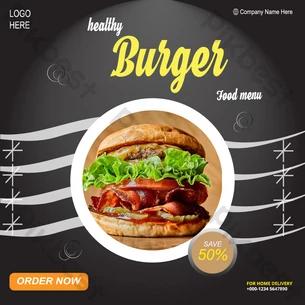 LOGO
HERE
Company Name Here
healthy
Burger
Food menu
SAVE
50%
ORDER NOW
FOR HOME DELIVERY
+000-1234 5647890